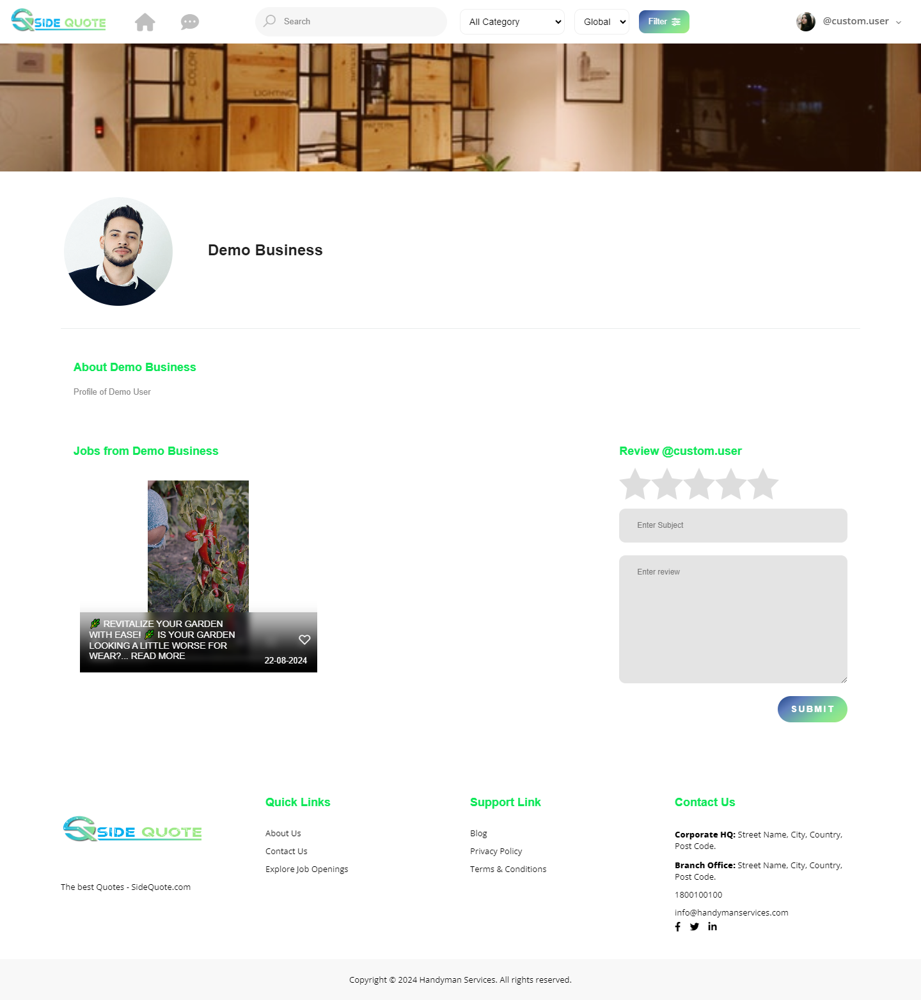 SIDE QUOTE
Search
All Category
Global
Filter
@custom.user
COLOR
LIGHTING
TEXTURE
PATTERN
Demo Business
About Demo Business
Profile of Demo User
Jobs from Demo Business
Review @custom.user
REVITALIZE YOUR GARDEN
WITH EASE! IS YOUR GARDEN
LOOKING A LITTLE WORSE FOR
WEAR?... READ MORE
22-08-2024
Enter Subject
Enter review
SUBMIT
SIDE QUOTE
The best Quotes - SideQuote.com
Quick Links
About Us
Contact Us
Explore Job Openings
Support Link
Blog
Privacy Policy
Terms & Conditions
Contact Us
Corporate HQ: Street Name, City, Country,
Post Code.
Branch Office: Street Name, City, Country,
Post Code.
1800100100
info@handymanservices.com
Copyright © 2024 Handyman Services. All rights reserved.